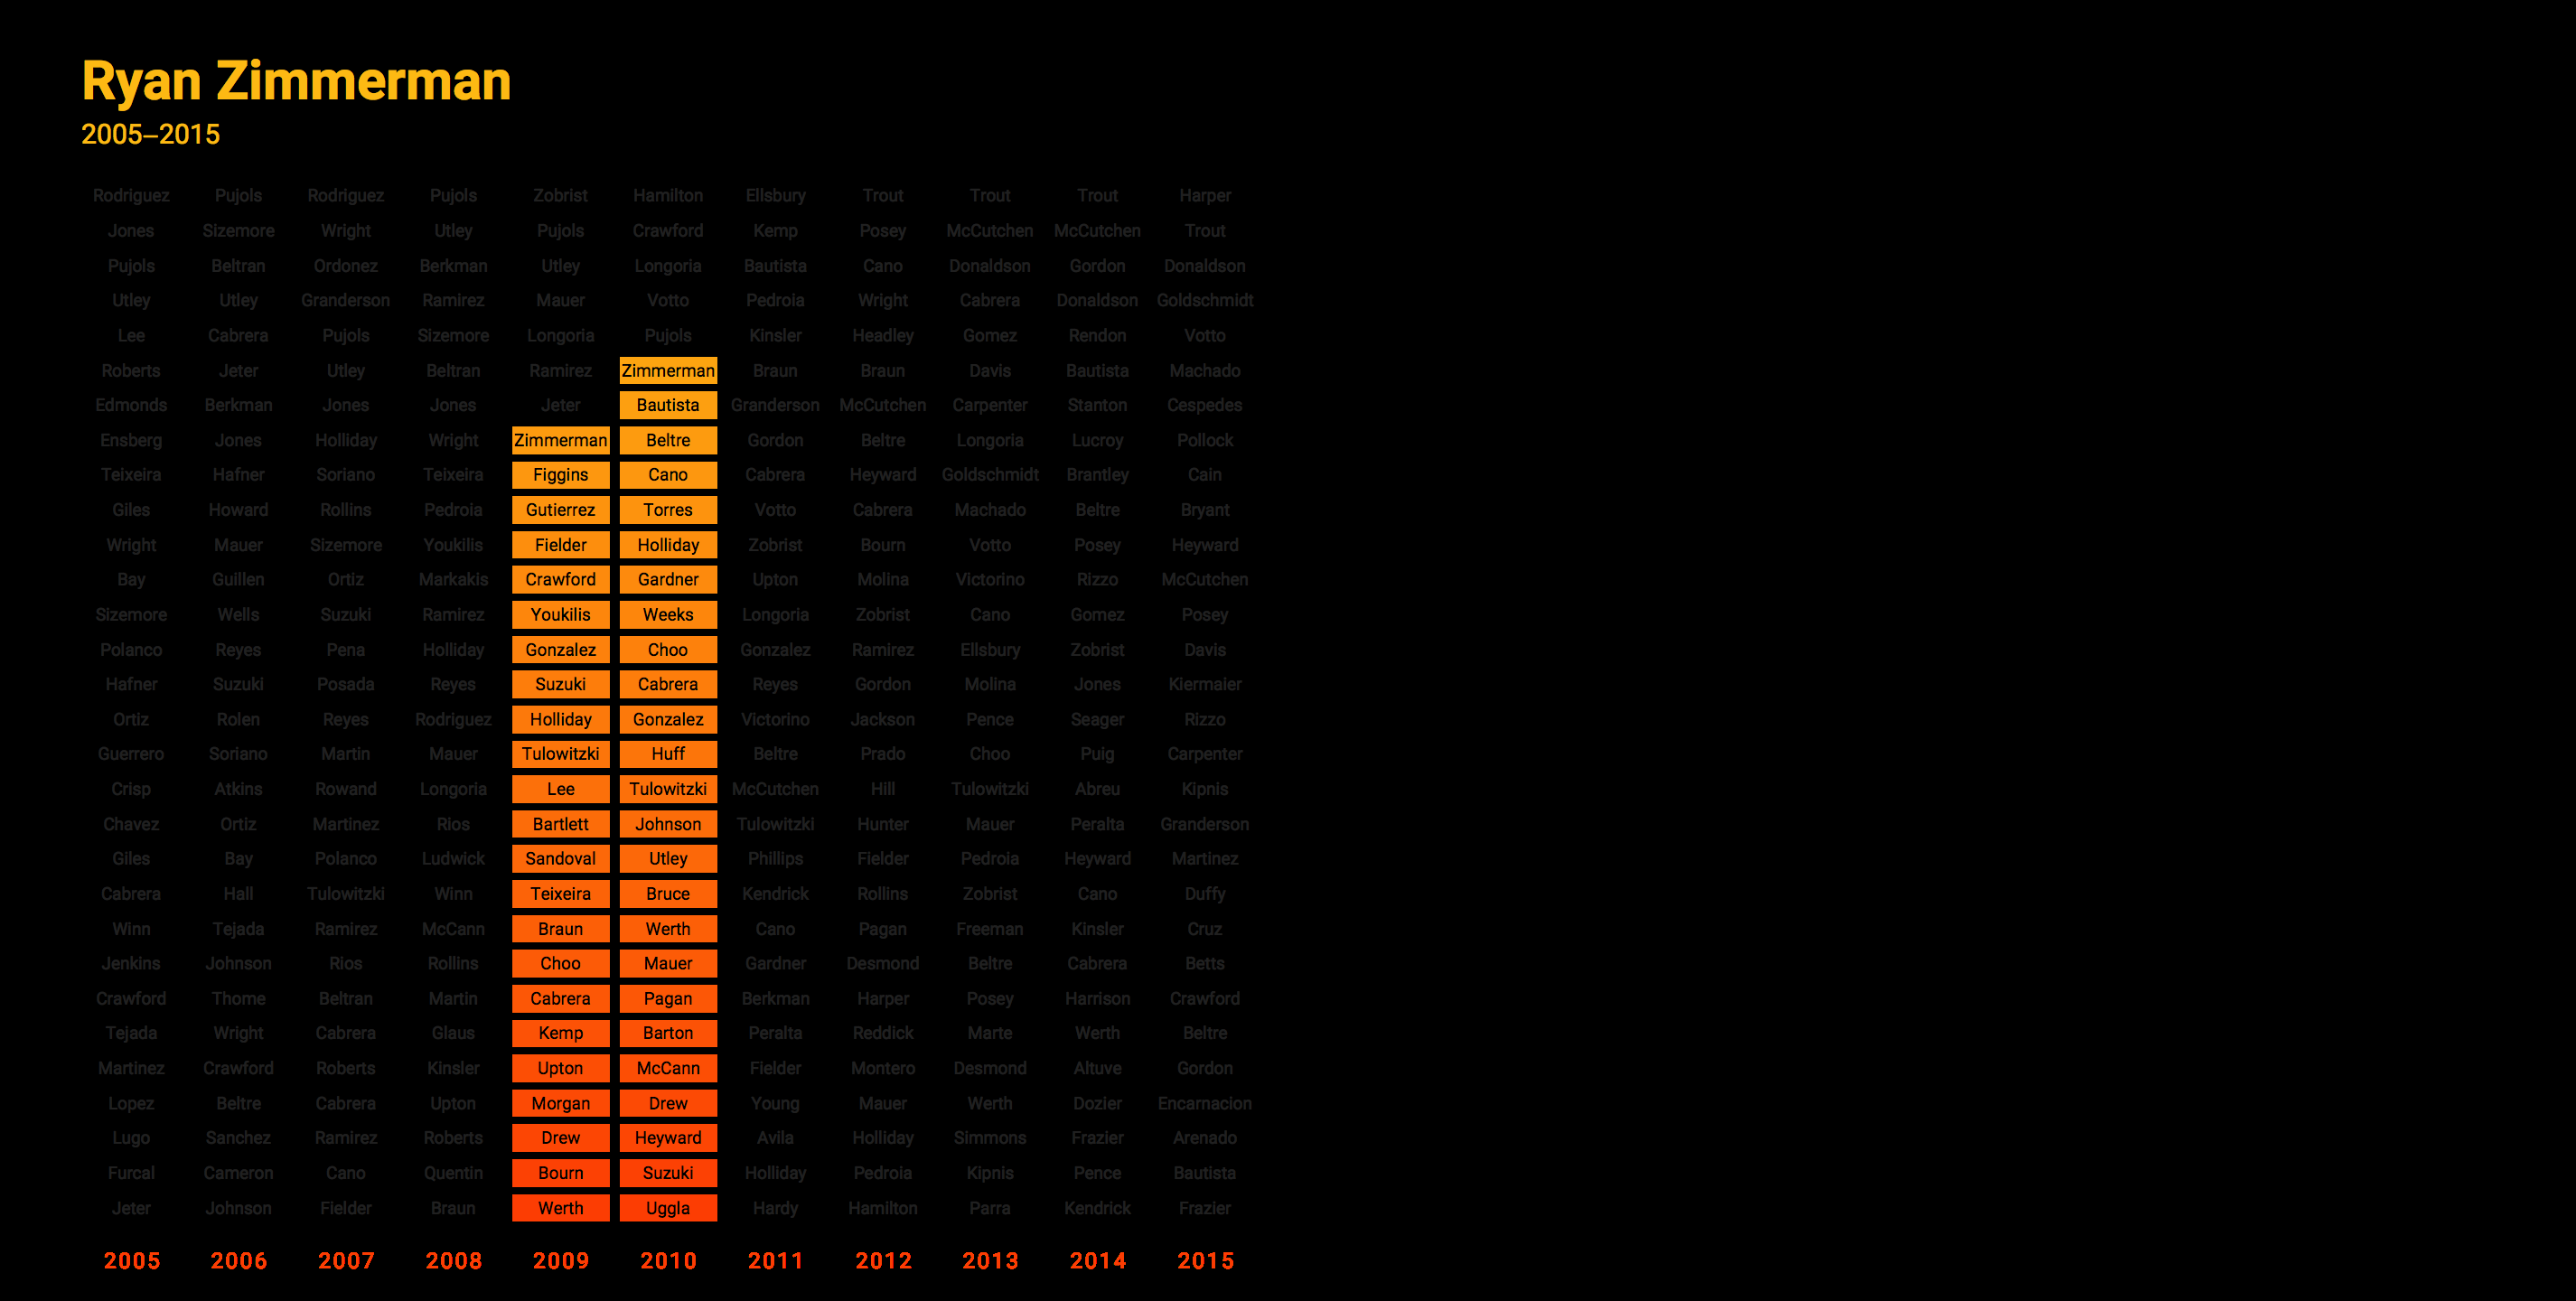 Ryan Zimmerman
2005–2015
Rodriguez Pujols Rodriguez Pujols Zobrist Hamilton Ellsbury Trout Trout Trout Harper
Jones Sizemore Wright Utley Pujols Crawford Kemp Posey McCutchen McCutchen Trout
Pujols Beltran Ordonez Berkman Utley Longoria Bautista Cano Donaldson Gordon Donaldson
Utley Utley Granderson Ramirez Mauer Votto Pedroia Wright Cabrera Donaldson Goldschmidt
Lee Cabrera Pujols Sizemore Longoria Pujols Kinsler Headley Gomez Rendon Votto
Roberts Jeter Utley Beltran Ramirez Zimmerman Braun Braun Davis Bautista Machado
Edmonds Berkman Jones Jones Jeter Bautista Granderson McCutchen Carpenter Stanton Cespedes
Ensberg Jones Holliday Wright Zimmerman Beltre Gordon Beltre Longoria Lucroy Pollock
Teixeira Hafner Soriano Teixeira Figgins Cano Cabrera Heyward Goldschmidt Brantley Cain
Giles Howard Rollins Pedroia Gutierrez Torres Votto Cabrera Machado Beltre Bryant
Wright Mauer Sizemore Youkilis Fielder Holliday Zobrist Bourn Votto Posey Heyward
Bay Guillen Ortiz Markakis Crawford Gardner Upton Molina Victorino Rizzo McCutchen
Sizemore Wells Suzuki Ramirez Youkilis Weeks Longoria Zobrist Cano Gomez Posey
Polanco Reyes Pena Holliday Gonzalez Choo Gonzalez Ramirez Ellsbury Zobrist Davis
Hafner Suzuki Posada Reyes Suzuki Cabrera Reyes Gordon Molina Jones Kiermaier
Ortiz Rolen Reyes Rodriguez Holliday Gonzalez Victorino Jackson Pence Seager Rizzo
Guerrero Soriano Martin Mauer Tulowitzki Huff Beltre Prado Choo Puig Carpenter
Crisp Atkins Rowand Longoria Lee Tulowitzki McCutchen Hill Tulowitzki Abreu Kipnis
Chavez Ortiz Martinez Rios Bartlett Johnson Tulowitzki Hunter Mauer Peralta Granderson
Giles Bay Polanco Ludwick Sandoval Utley Phillips Fielder Pedroia Heyward Martinez
Cabrera Hall Tulowitzki Winn Teixeira Bruce Kendrick Rollins Zobrist Cano Duffy
Winn Tejada Ramirez McCann Braun Werth Cano Pagan Freeman Kinsler Cruz
Jenkins Johnson Rios Rollins Choo Mauer Gardner Desmond Beltre Cabrera Betts
Crawford Thome Beltran Martin Cabrera Pagan Berkman Harper Posey Harrison Crawford
Tejada Wright Cabrera Glaus Kemp Barton Peralta Reddick Marte Werth Beltre
Martinez Crawford Roberts Kinsler Upton McCann Fielder Montero Desmond Altuve Gordon
Lopez Beltre Cabrera Upton Morgan Drew Young Mauer Werth Dozier Encarnacion
Lugo Sanchez Ramirez Roberts Drew Heyward Avila Holliday Simmons Frazier Arenado
Furcal Cameron Cano Quentin Bourn Suzuki Holliday Pedroia Kipnis Pence Bautista
Jeter Johnson Fielder Braun Werth Uggla Hardy Hamilton Parra Kendrick Frazier
2005 2006 2007 2008 2009 2010 2011 2012 2013 2014 2015